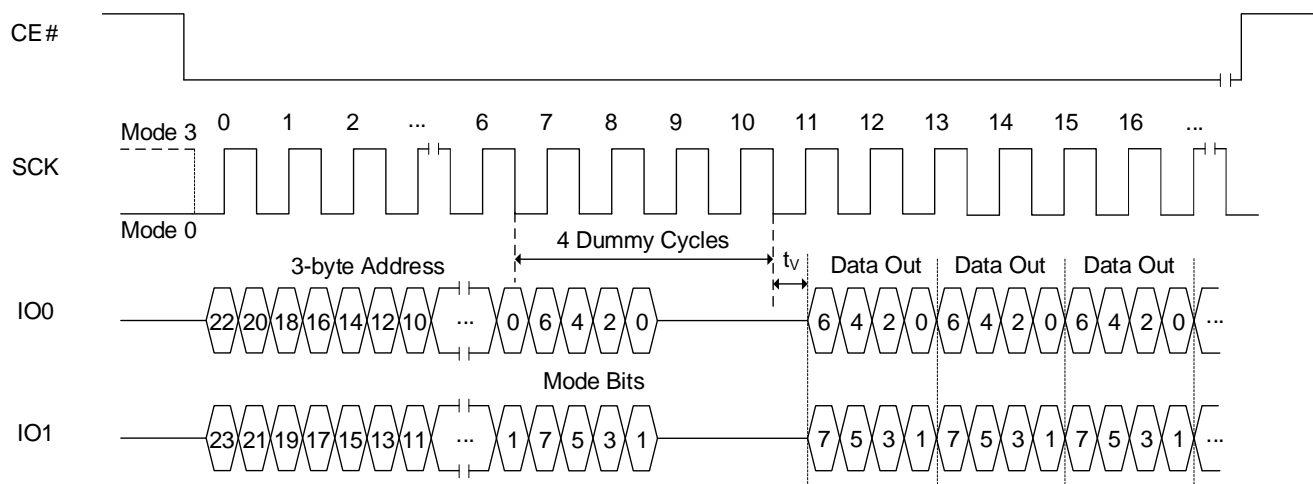 CE#
0 1 2 ... 6 7 8 9 10 11 12 13 14 15 16 ...
Mode 3
SCK
Mode 0
4 Dummy Cycles
3-byte Address
tV
Data Out Data Out Data Out
IO0
22 20 18 16 14 12 10 ... 0 6 4 2 0 6 4 2 0 6 4 2 0 6 4 2 0 ...
Mode Bits
IO1
23 21 19 17 15 13 11 ... 1 7 5 3 1 7 5 3 1 7 5 3 1 7 5 3 1 ...